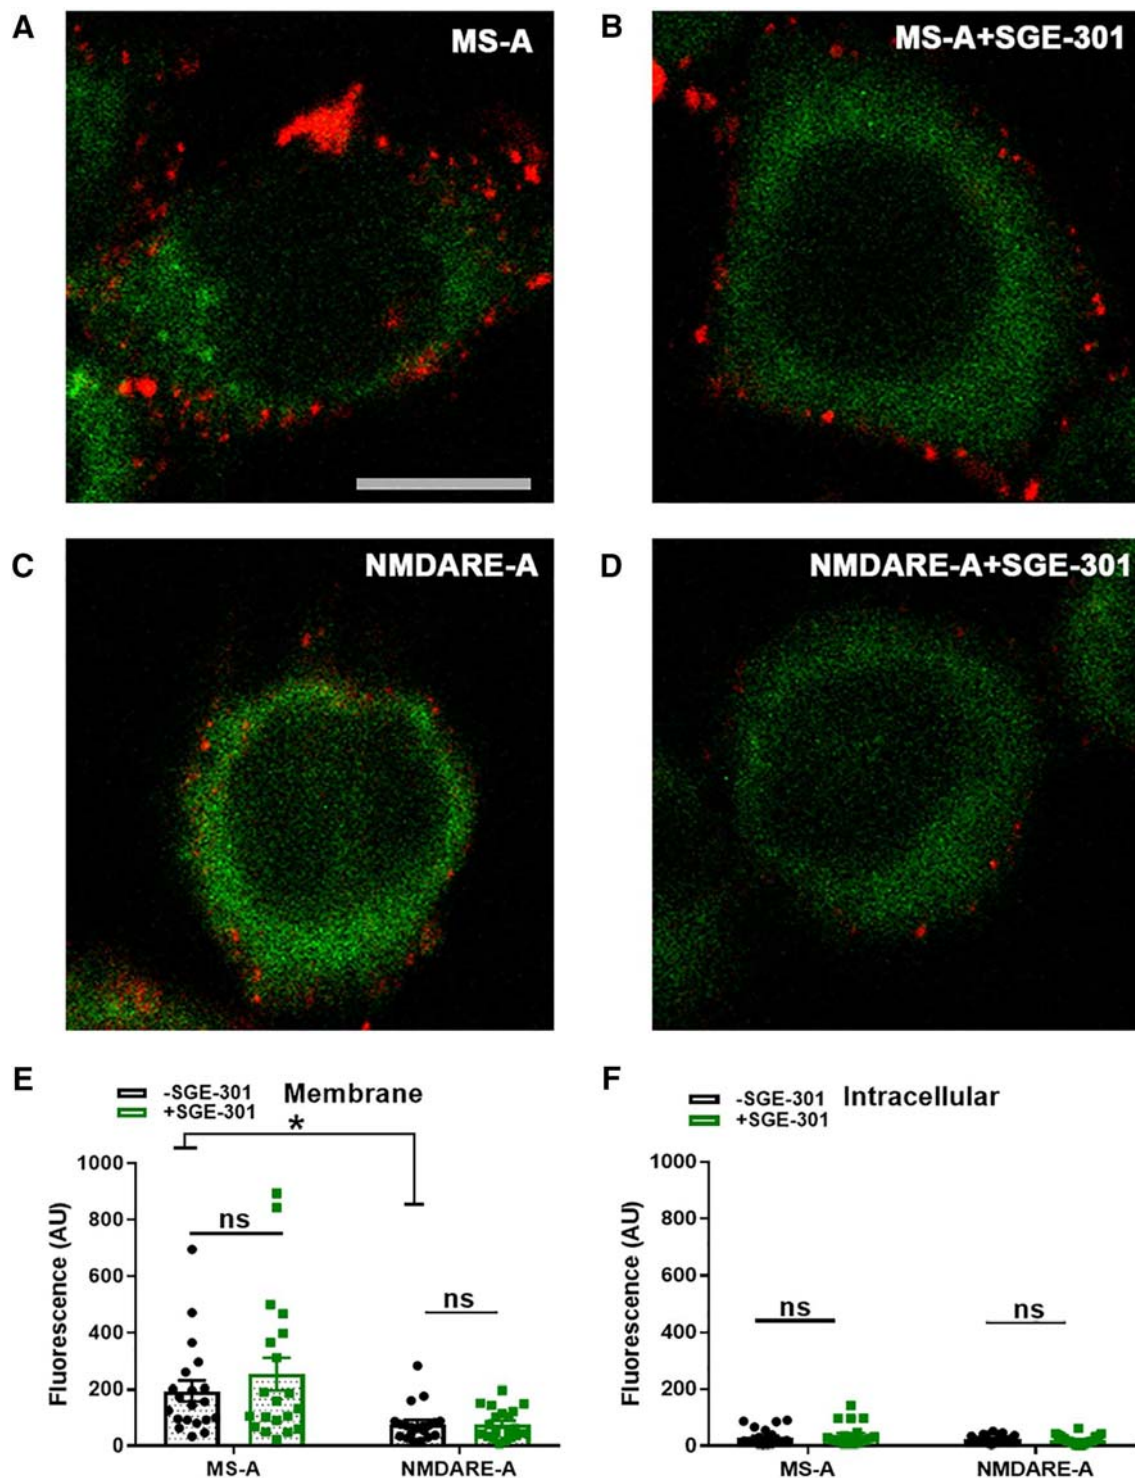 A
MS-A
B
MS-A+SGE-301
C
NMDARE-A
D
NMDARE-A+SGE-301
E
-SGE-301
+SGE-301
Membrane
*
1000
800
600
400
200
0
Fluorescence (AU)
ns
ns
MS-A
NMDARE-A
F
-SGE-301
+SGE-301
Intracellular
1000
800
600
400
200
0
Fluorescence (AU)
ns
ns
MS-A
NMDARE-A